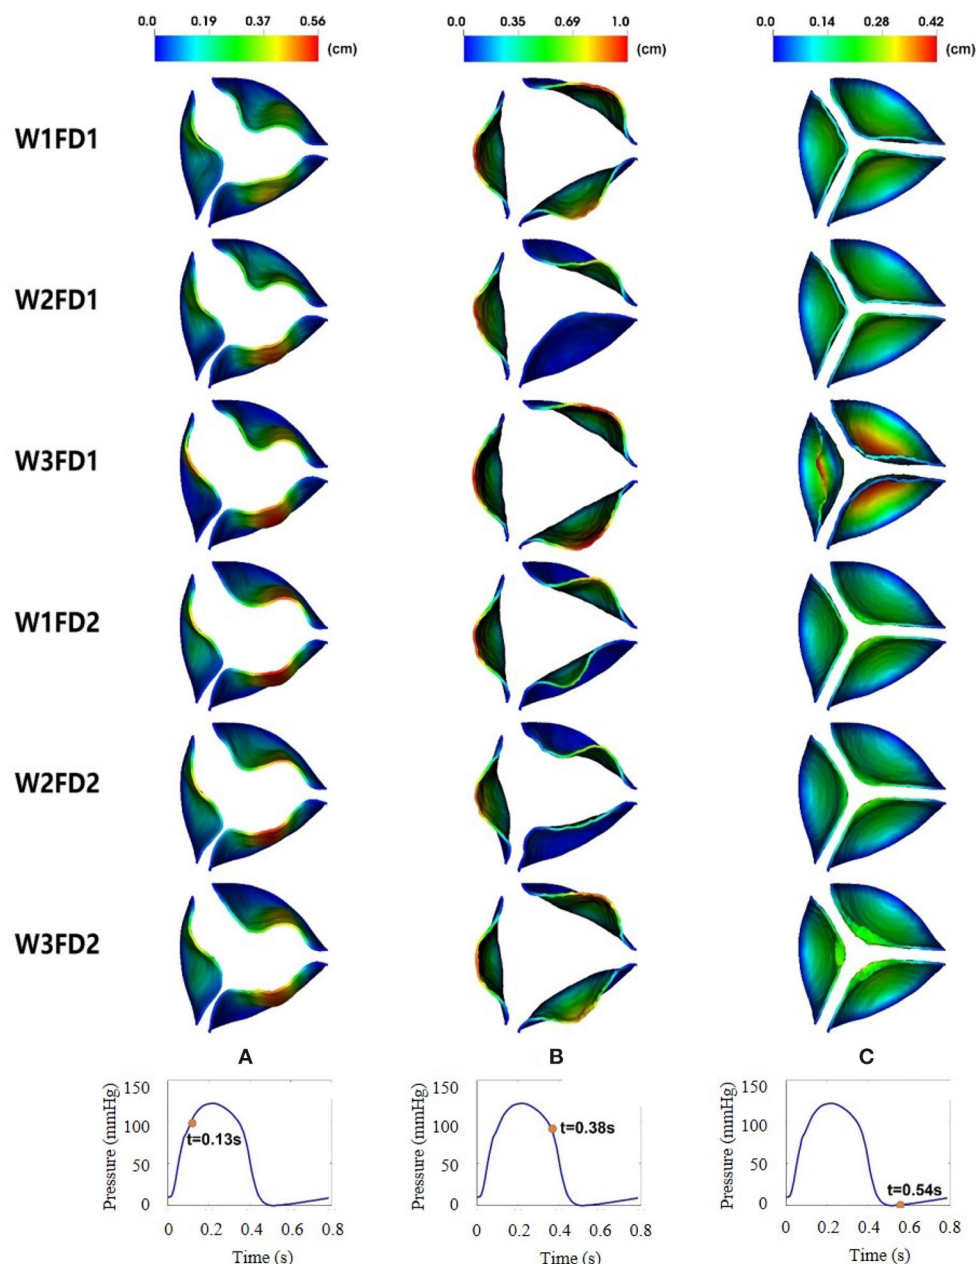 0.0 0.19 0.37 0.56 (cm)
0.0 0.35 0.69 1.0 (cm)
0.0 0.14 0.28 0.42 (cm)
W1FD1
W2FD1
W3FD1
W1FD2
W2FD2
W3FD2
A
B
C
Pressure (mmHg)
150
100
50
0
t=0.13s
0 0.2 0.4 0.6 0.8
Time (s)
Pressure (mmHg)
150
100
50
0
t=0.38s
0 0.2 0.4 0.6 0.8
Time (s)
Pressure (mmHg)
150
100
50
0
t=0.54s
0 0.2 0.4 0.6 0.8
Time (s)